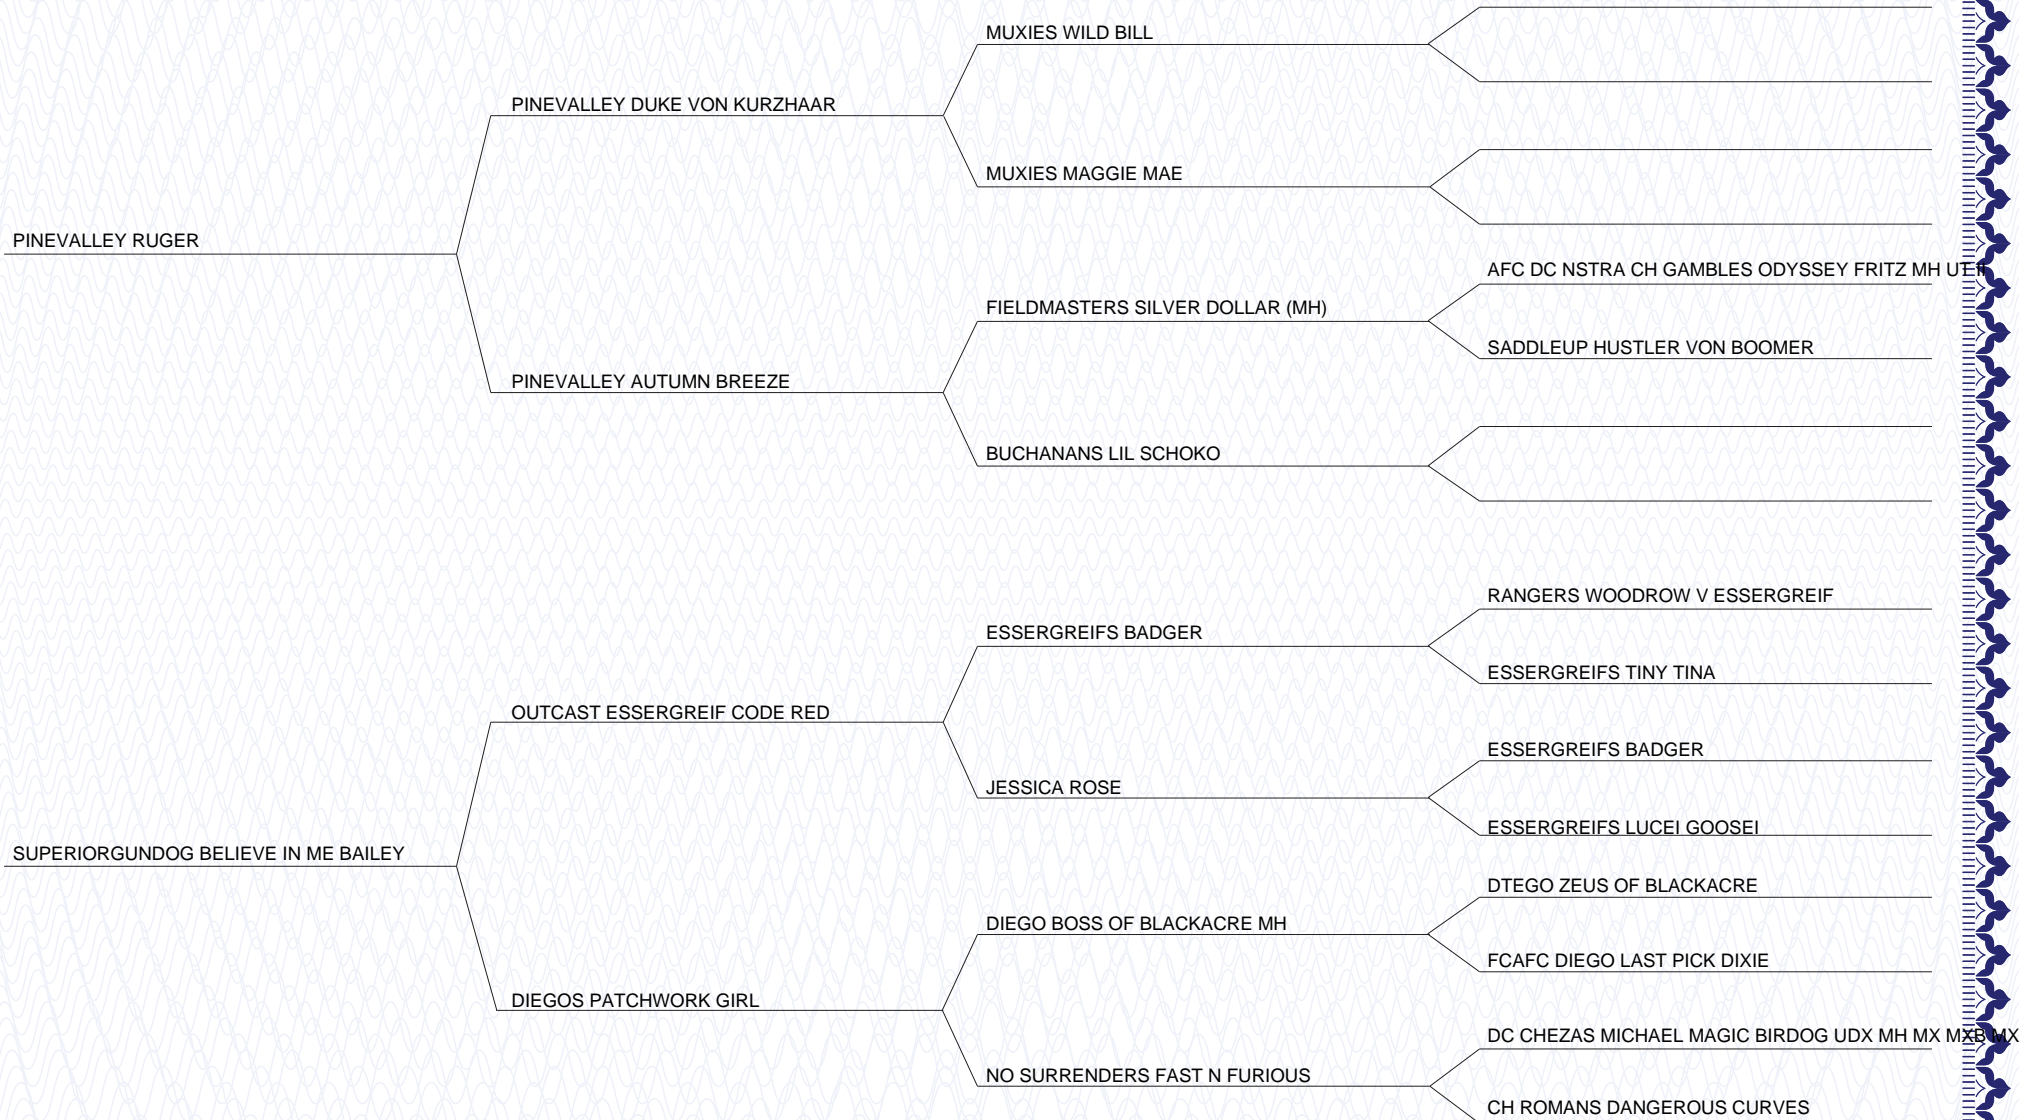 MUXIES WILD BILL
PINEVALLEY DUKE VON KURZHAAR
MUXIES MAGGIE MAE
PINEVALLEY RUGER
AFC DC NSTRA CH GAMBLES ODYSSEY FRITZ MH UT II
FIELDMASTERS SILVER DOLLAR (MH)
SADDLEUP HUSTLER VON BOOMER
PINEVALLEY AUTUMN BREEZE
BUCHANANS LIL SCHOKO
RANGERS WOODROW V ESSERGREIF
ESSERGREIFS BADGER
ESSERGREIFS TINY TINA
OUTCAST ESSERGREIF CODE RED
ESSERGREIFS BADGER
JESSICA ROSE
ESSERGREIFS LUCEI GOOSEI
SUPERIORGUNDOG BELIEVE IN ME BAILEY
DTEGO ZEUS OF BLACKACRE
DIEGO BOSS OF BLACKACRE MH
FCAFC DIEGO LAST PICK DIXIE
DIEGOS PATCHWORK GIRL
DC CHEZAS MICHAEL MAGIC BIRDOG UDX MH MX MXB MX
NO SURRENDERS FAST N FURIOUS
CH ROMANS DANGEROUS CURVES